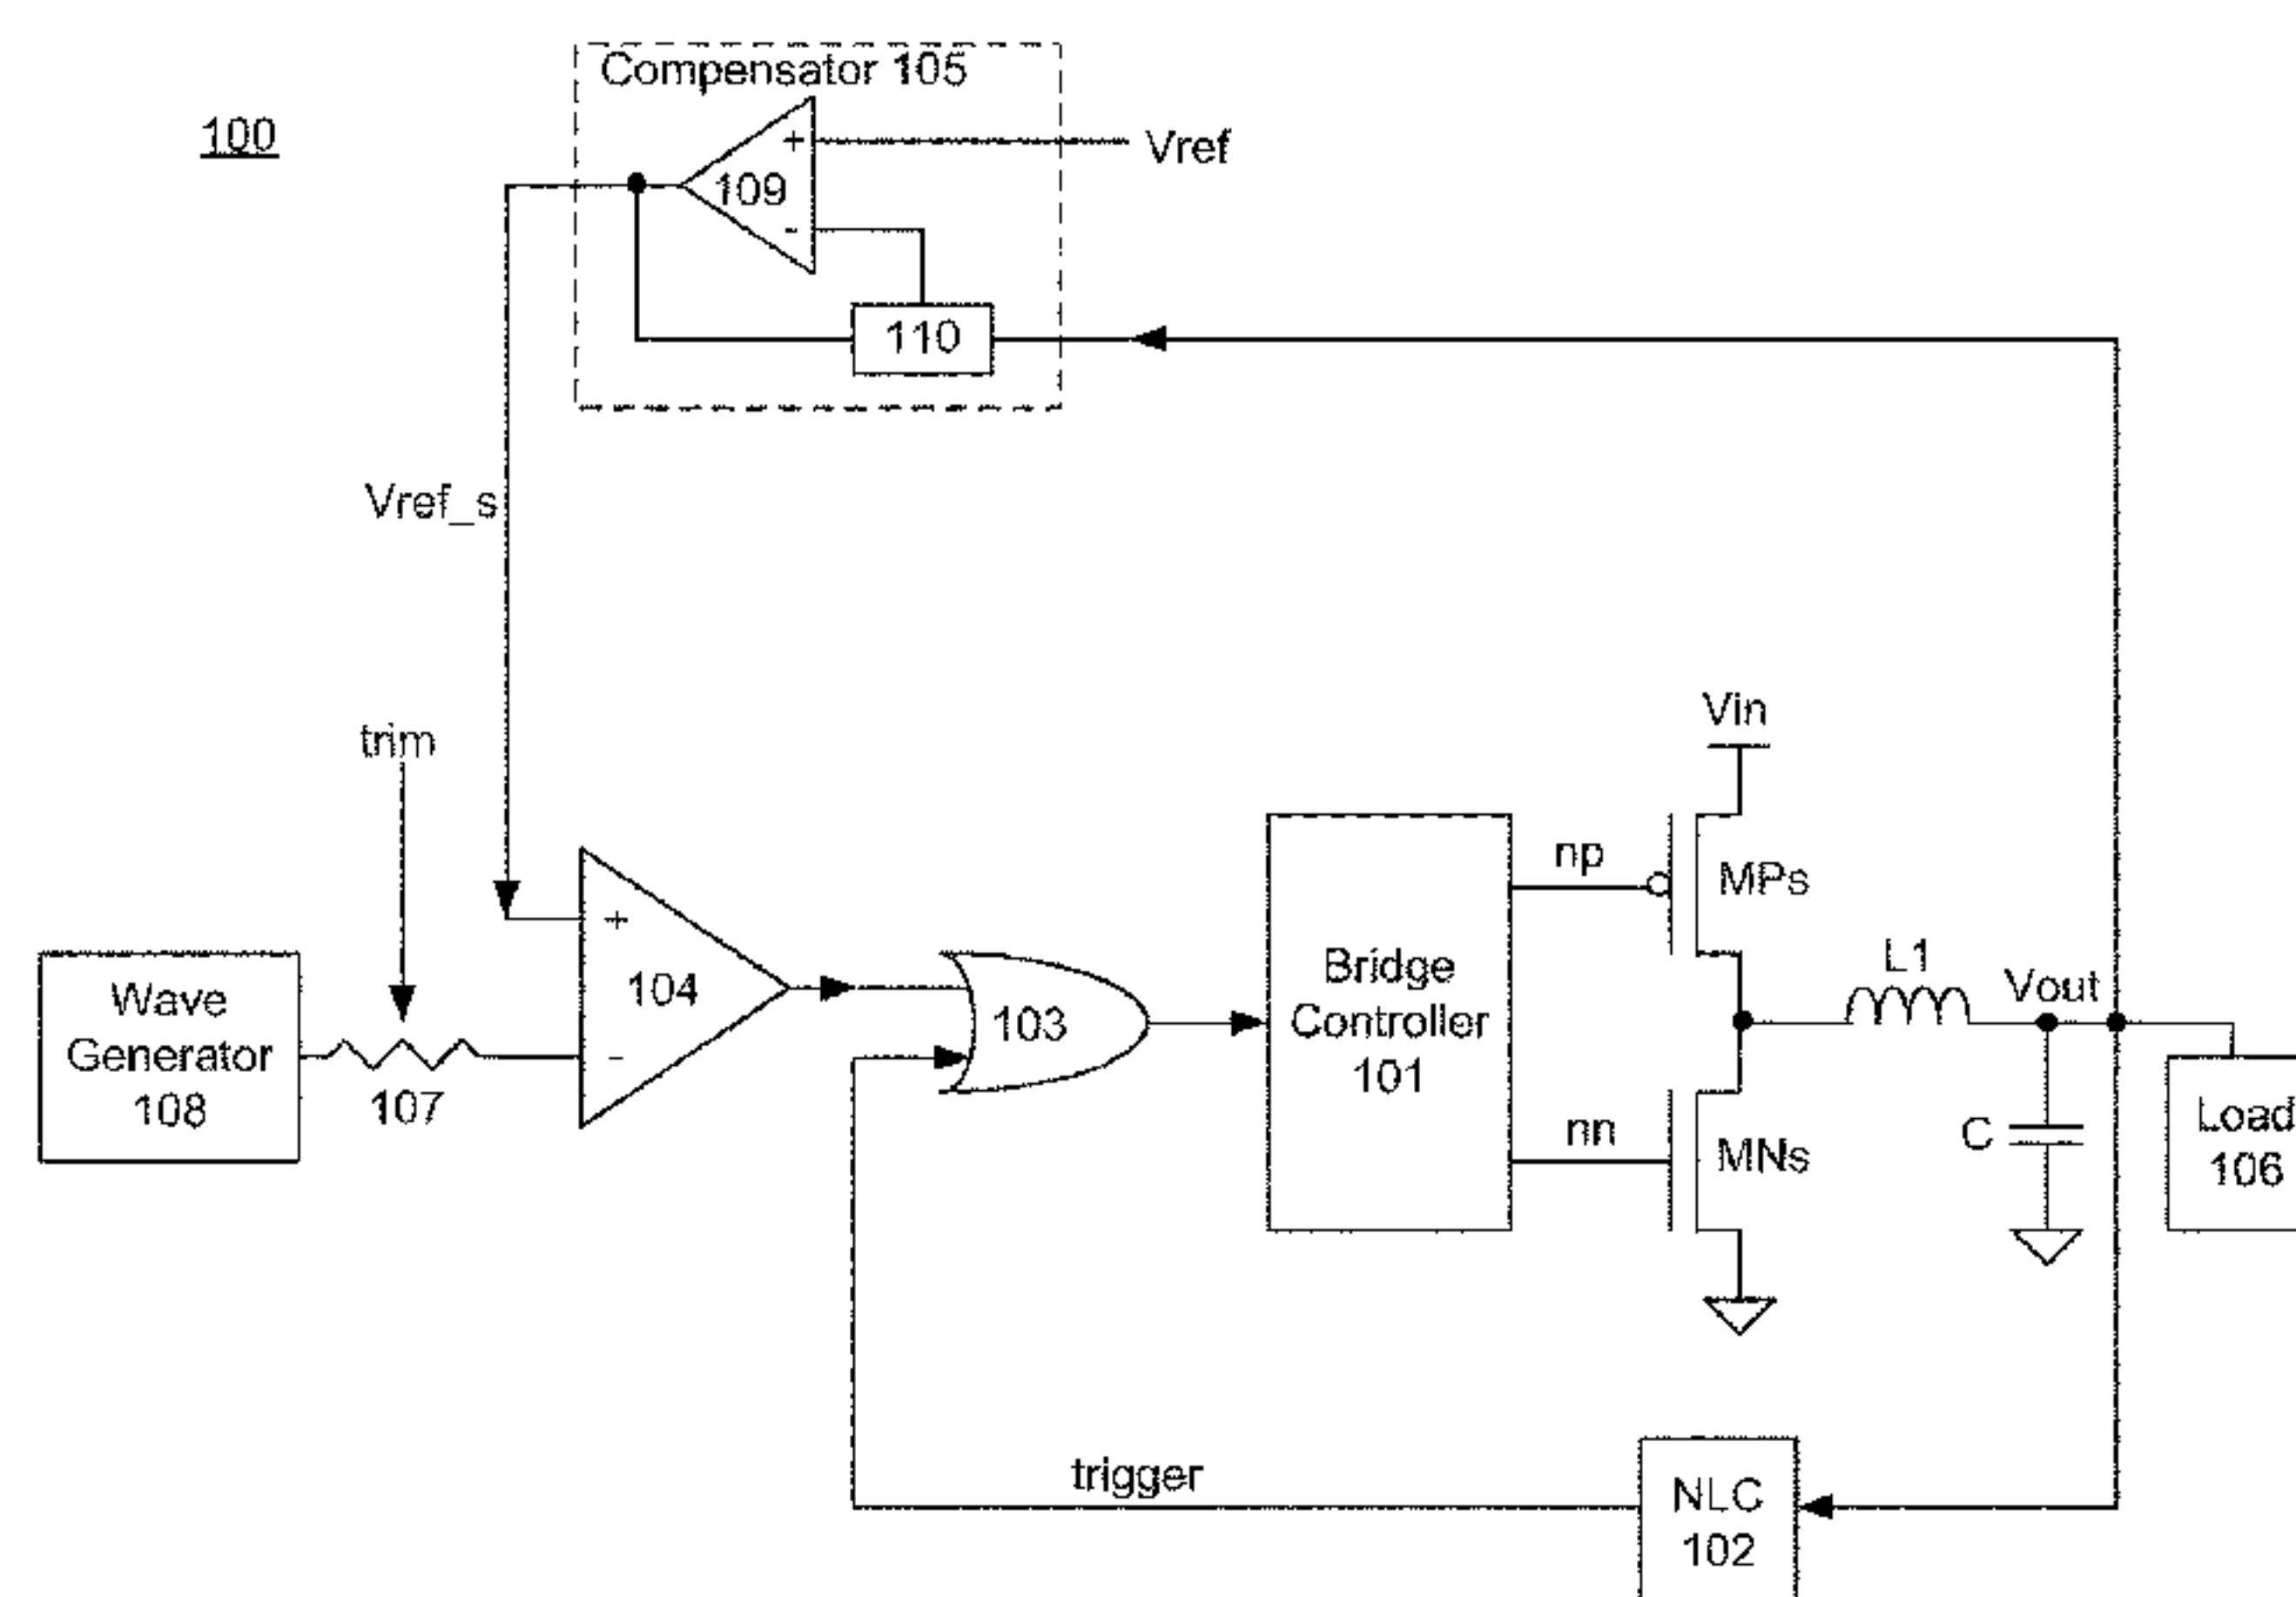 Compensator 105
100
+
Vref
109
-
110
Vref_s
Vin
trim
np
MPs
+
L1
Vout
Wave
Generator
108
104
103
Bridge
Controller
101
-
107
nn
MNs
C
Load
106
trigger
NLC
102